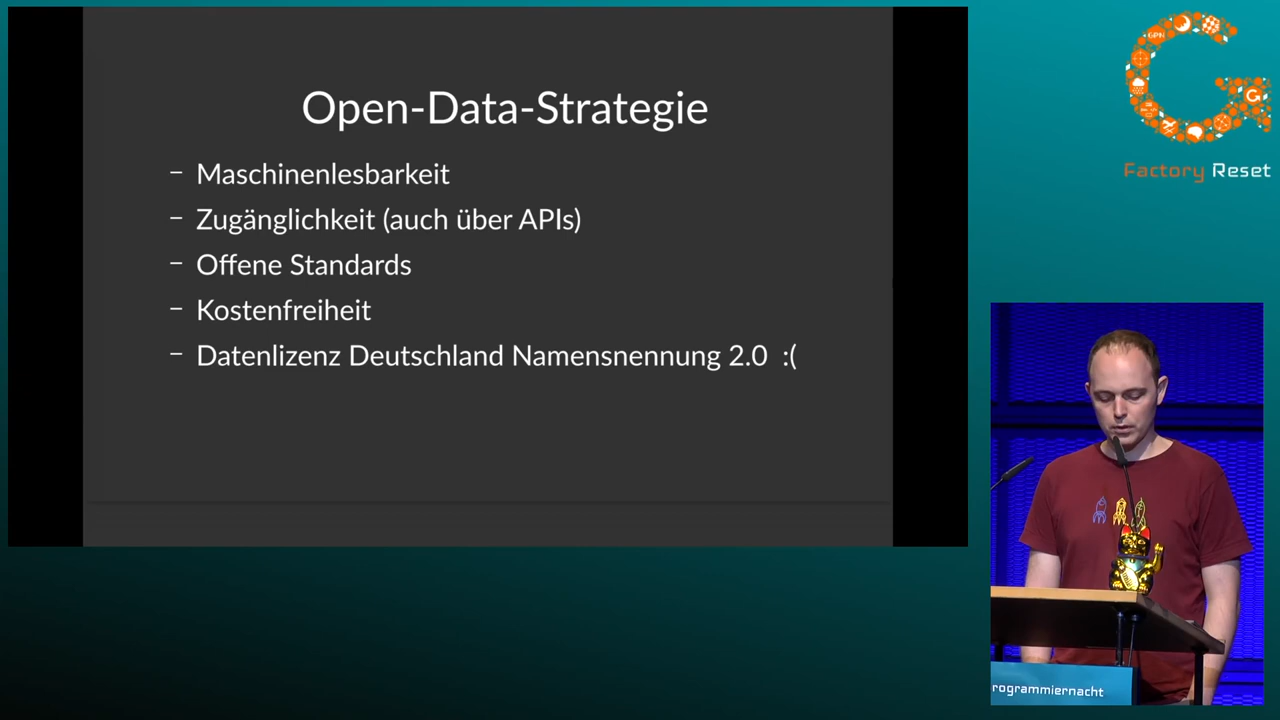 Open-Data-Strategie
– Maschinenlesbarkeit
– Zugänglichkeit (auch über APIs)
– Offene Standards
– Kostenfreiheit
– Datenlizenz Deutschland Namensnennung 2.0 :(
GPN
Factory Reset
rogrammiernacht